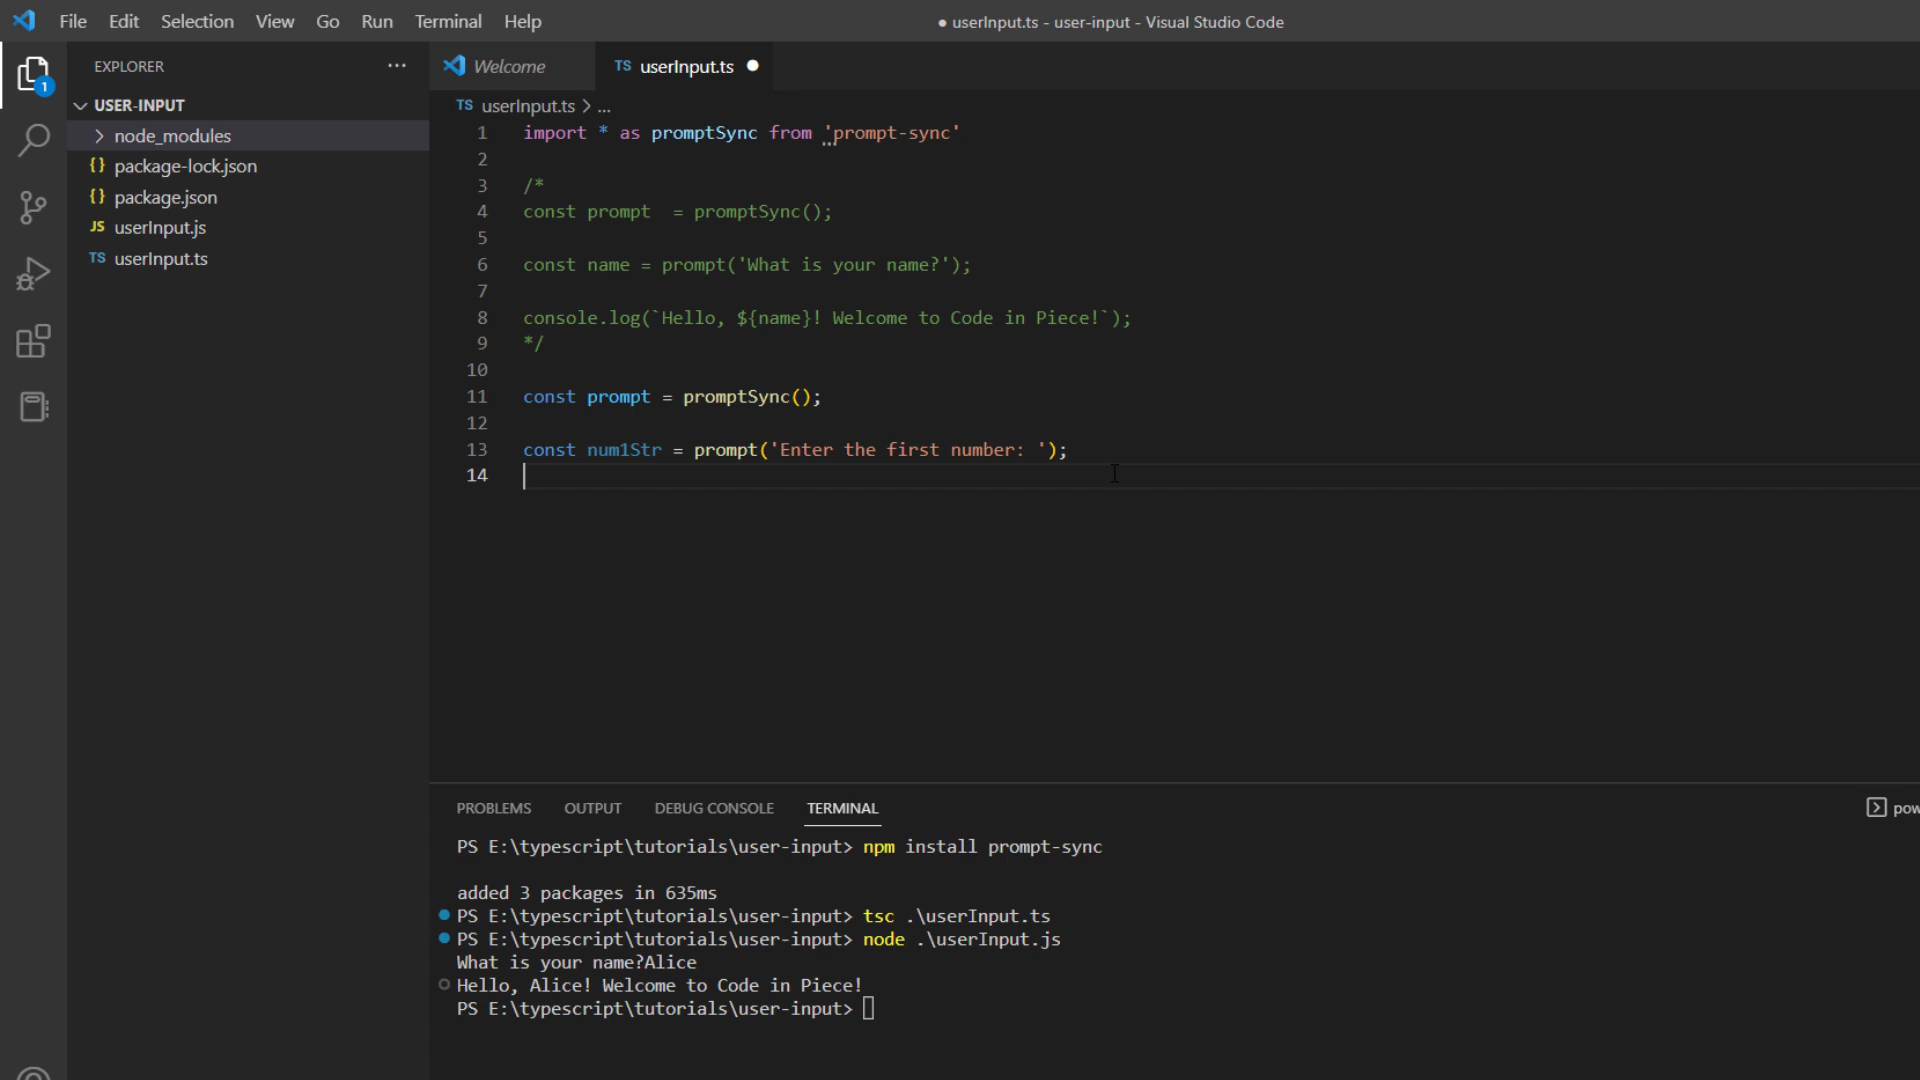 File Edit Selection View Go Run Terminal Help
● userInput.ts - user-input - Visual Studio Code
EXPLORER ...
1
USER-INPUT
node_modules
{} package-lock.json
{} package.json
JS userInput.js
TS userInput.ts
Welcome
TS userInput.ts
TS userInput.ts > ...
1 import * as promptSync from 'prompt-sync'
2
3 /*
4 const prompt  = promptSync();
5
6 const name = prompt('What is your name?');
7
8 console.log(`Hello, ${name}! Welcome to Code in Piece!`);
9 */
10
11 const prompt = promptSync();
12
13 const num1Str = prompt('Enter the first number: ');
14
PROBLEMS OUTPUT DEBUG CONSOLE TERMINAL
pow
PS E:\typescript\tutorials\user-input> npm install prompt-sync
added 3 packages in 635ms
PS E:\typescript\tutorials\user-input> tsc .\userInput.ts
PS E:\typescript\tutorials\user-input> node .\userInput.js
What is your name?Alice
Hello, Alice! Welcome to Code in Piece!
PS E:\typescript\tutorials\user-input>